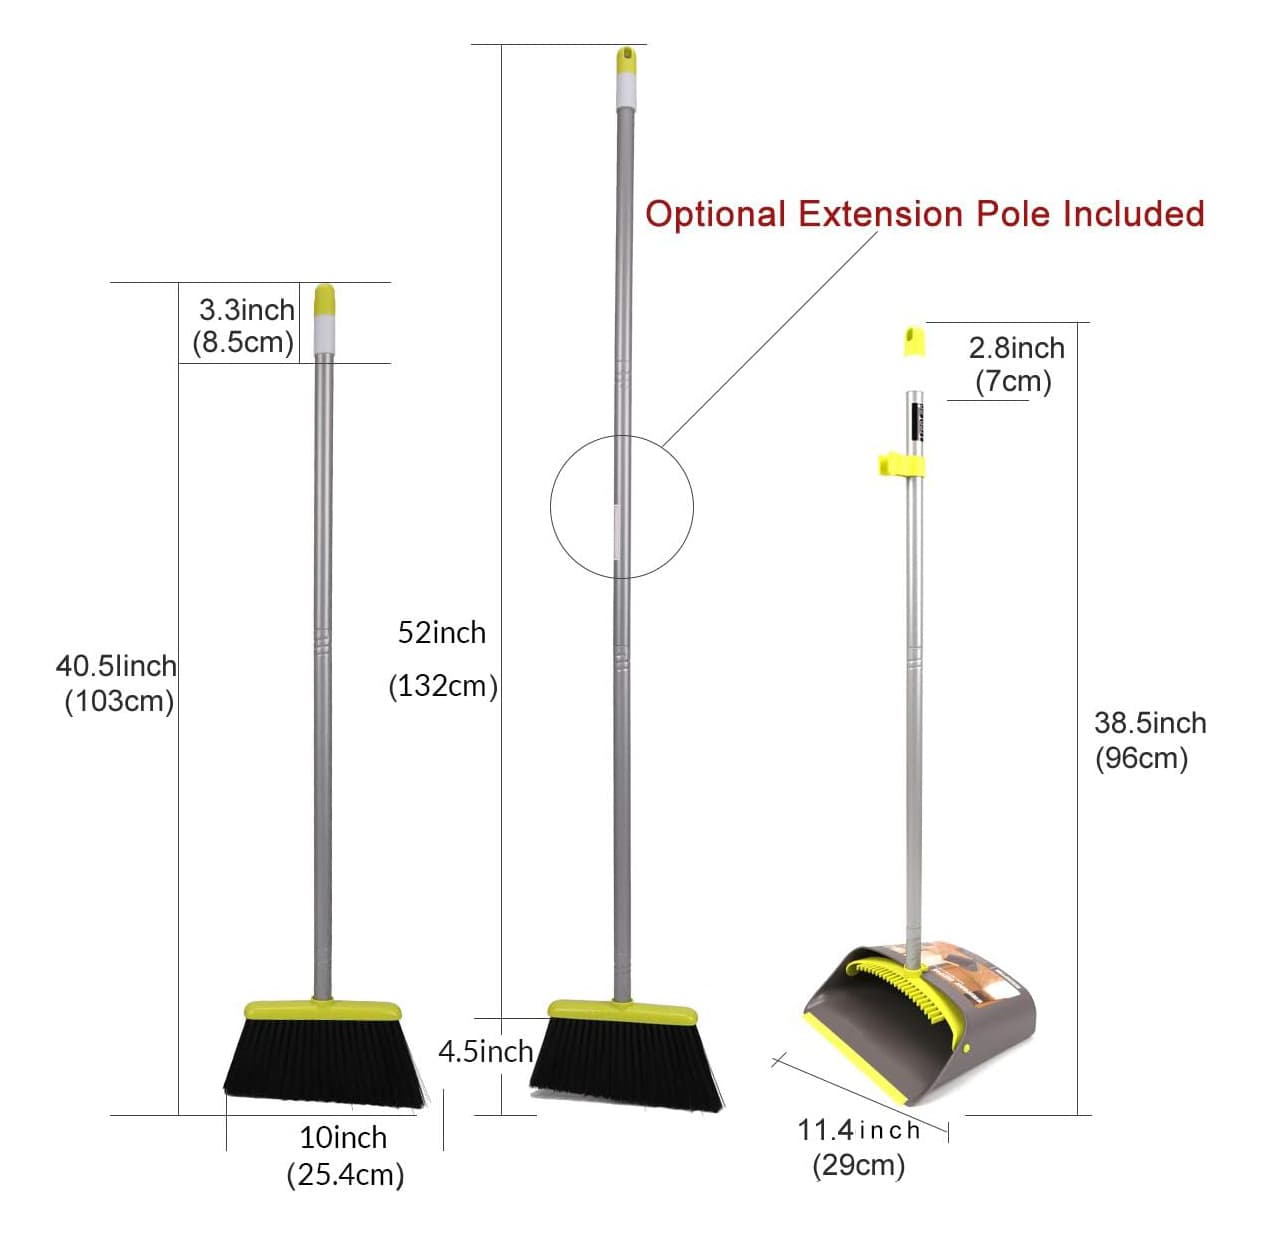 Optional Extension Pole Included
3.3inch
(8.5cm)
2.8inch
(7cm)
52inch
(132cm)
40.5linch
(103cm)
38.5inch
(96cm)
4.5inch
10inch
(25.4cm)
11.4inch
(29cm)